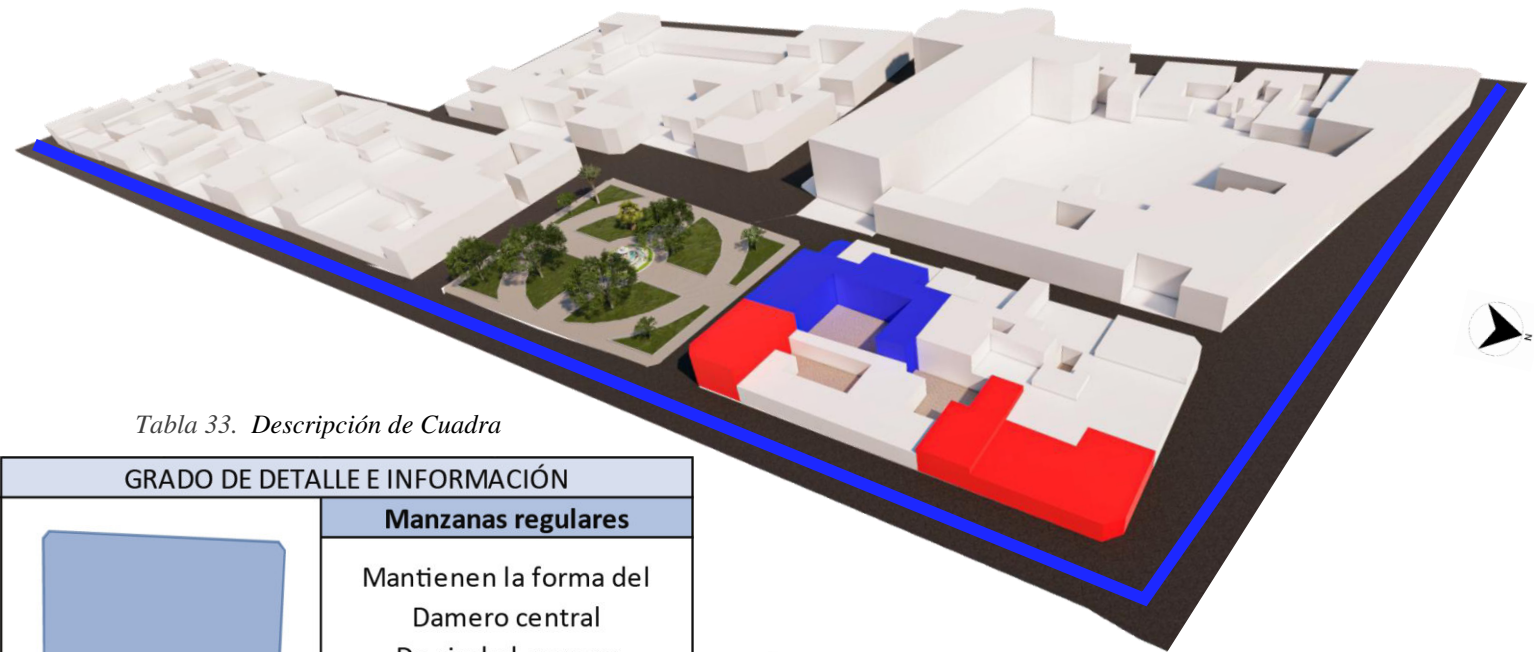 Tabla 33. Descripción de Cuadra
GRADO DE DETALLE E INFORMACIÓN
Manzanas regulares
Mantienen la forma del
Damero central
N